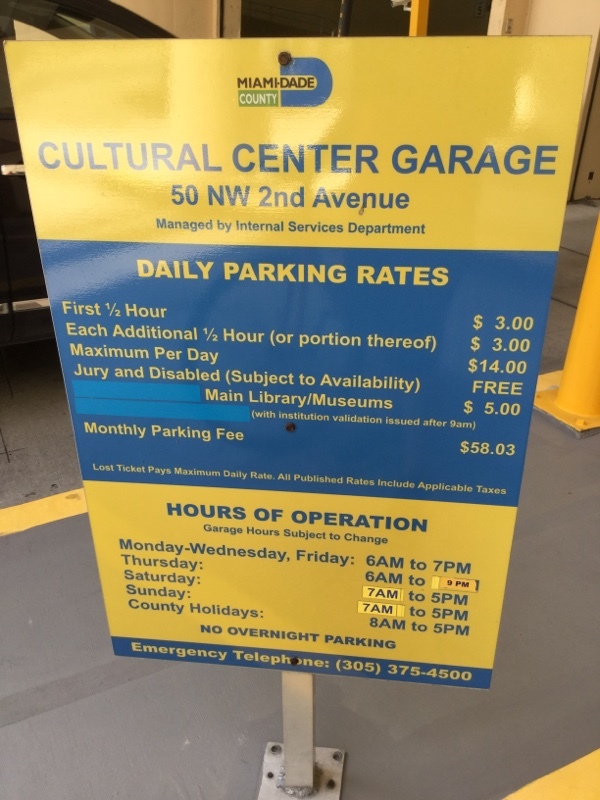 MIAMI-DADE
COUNTY
CULTURAL CENTER GARAGE
50 NW 2nd Avenue
Managed by Internal Services Department
DAILY PARKING RATES
First ½ Hour $ 3.00
Each Additional ½ Hour (or portion thereof) $ 3.00
Maximum Per Day $14.00
Jury and Disabled (Subject to Availability) FREE
Main Library/Museums $ 5.00
(with institution validation issued after 9am)
Monthly Parking Fee $58.03
Lost Ticket Pays Maximum Daily Rate. All Published Rates Include Applicable Taxes
HOURS OF OPERATION
Garage Hours Subject to Change
Monday-Wednesday, Friday: 6AM to 7PM
Thursday: 6AM to 9 PM
Saturday: 7AM to 5PM
Sunday: 7AM to 5PM
County Holidays: 8AM to 5PM
NO OVERNIGHT PARKING
Emergency Telephone: (305) 375-4500